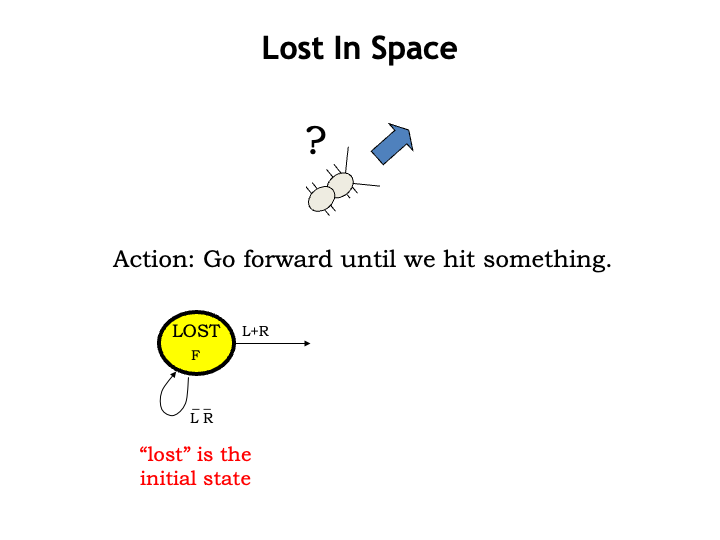 Lost In Space
?
Action: Go forward until we hit something.
LOST
L+R
F
L̅ R̅
“lost” is the
initial state